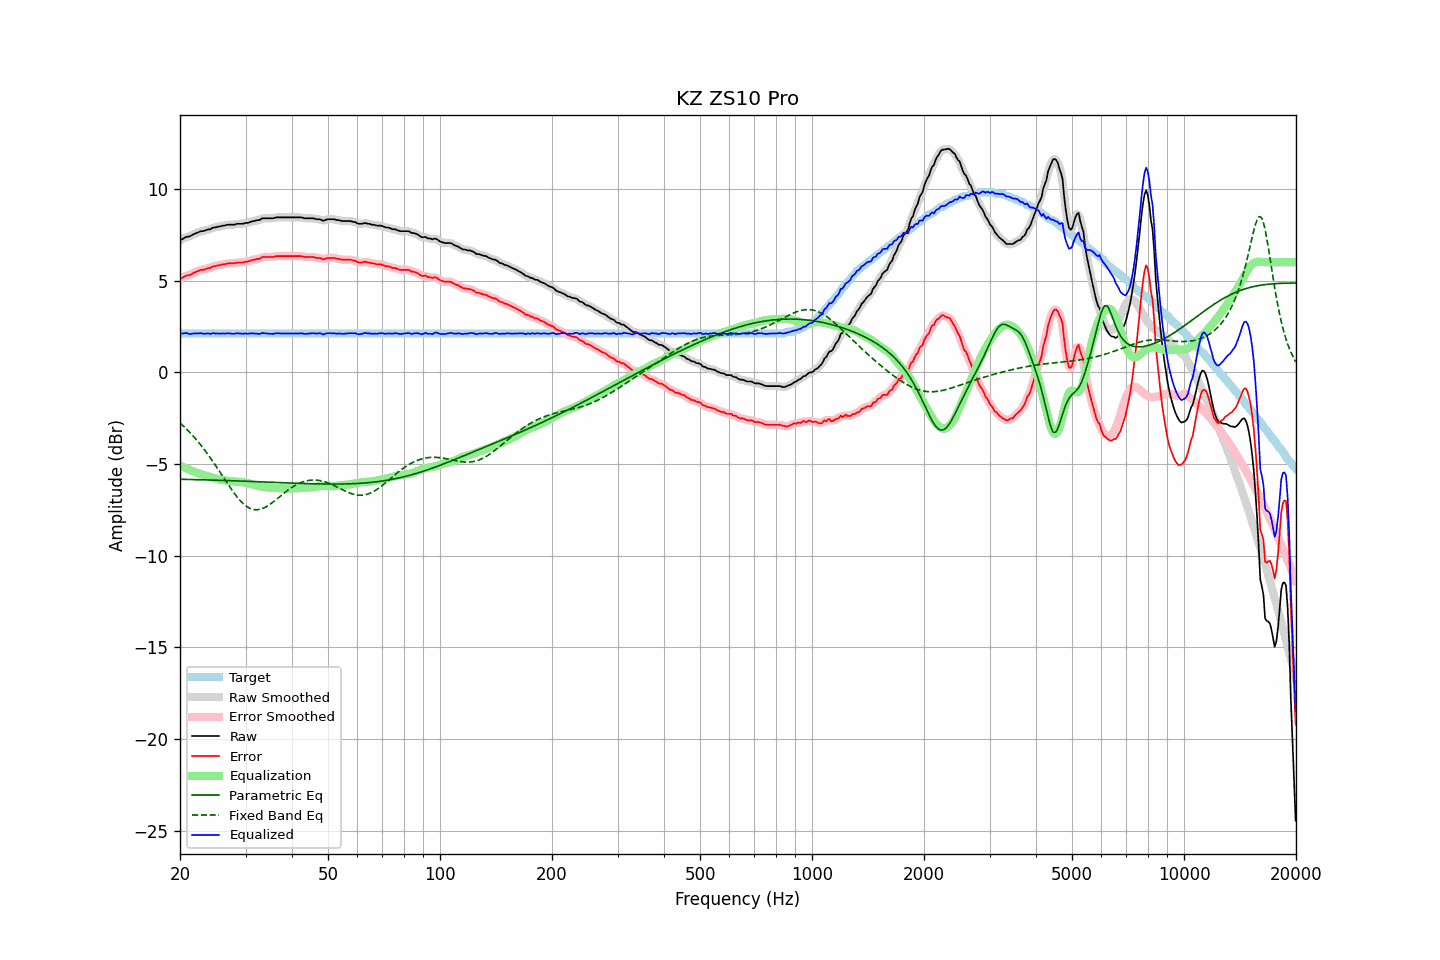 KZ ZS10 Pro
Amplitude (dBr)
10
5
0
−5
−10
−15
−20
−25
Target
Raw Smoothed
Error Smoothed
Raw
Error
Equalization
Parametric Eq
Fixed Band Eq
Equalized
20 50 100 200 500 1000 2000 5000 10000 20000
Frequency (Hz)